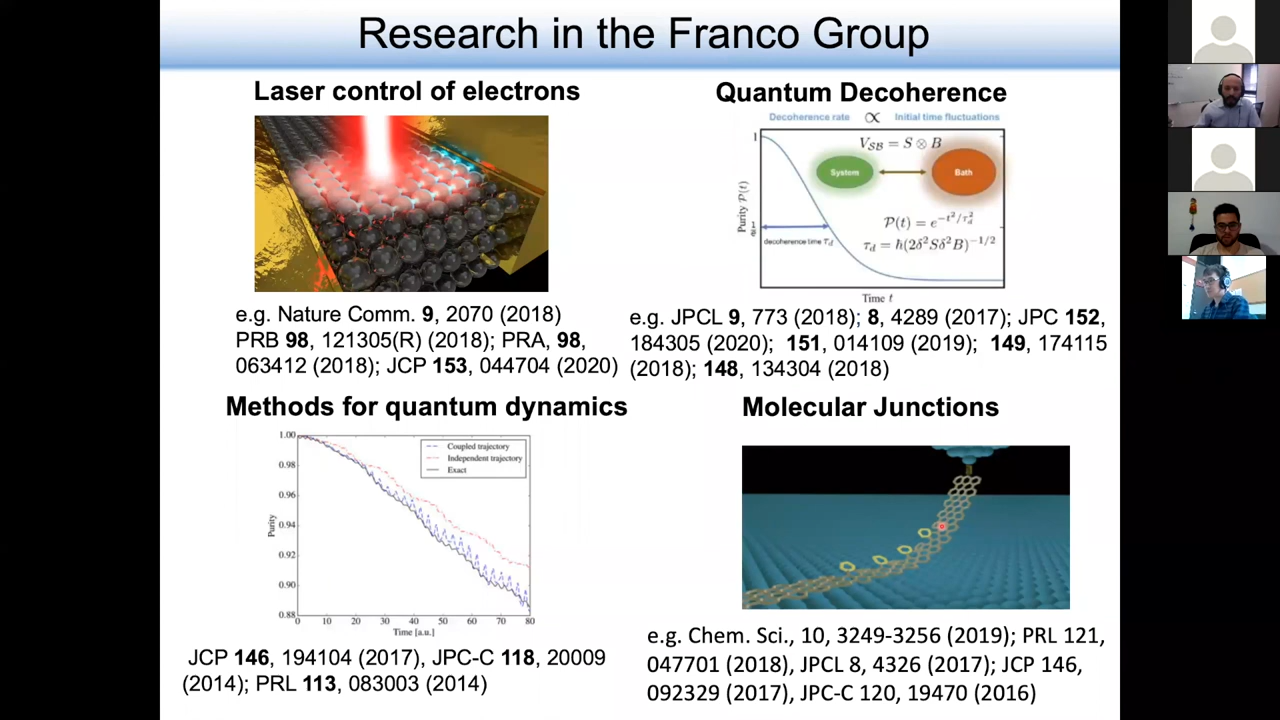 Research in the Franco Group
Laser control of electrons
e.g. Nature Comm. 9, 2070 (2018)
PRB 98, 121305(R) (2018); PRA, 98,
063412 (2018); JCP 153, 044704 (2020)
Quantum Decoherence
Decoherence rate ∝ Initial time fluctuations
1
V_SB = S ⊗ B
System
Bath
Purity P(t)
P(t) = e^{-t²/τ_d²}
decoherence time τ_d
τ_d = ħ(2δ²Sδ²B)^{-1/2}
Time t
e.g. JPCL 9, 773 (2018); 8, 4289 (2017); JPC 152,
184305 (2020); 151, 014109 (2019); 149, 174115
(2018); 148, 134304 (2018)
Methods for quantum dynamics
1.00
0.98
0.96
0.94
0.92
0.90
0.88
Purity
Coupled trajectory
Independent trajectory
Exact
0 10 20 30 40 50 60 70 80
Time [a.u.]
JCP 146, 194104 (2017), JPC-C 118, 20009
(2014); PRL 113, 083003 (2014)
Molecular Junctions
e.g. Chem. Sci., 10, 3249-3256 (2019); PRL 121,
047701 (2018), JPCL 8, 4326 (2017); JCP 146,
092329 (2017), JPC-C 120, 19470 (2016)